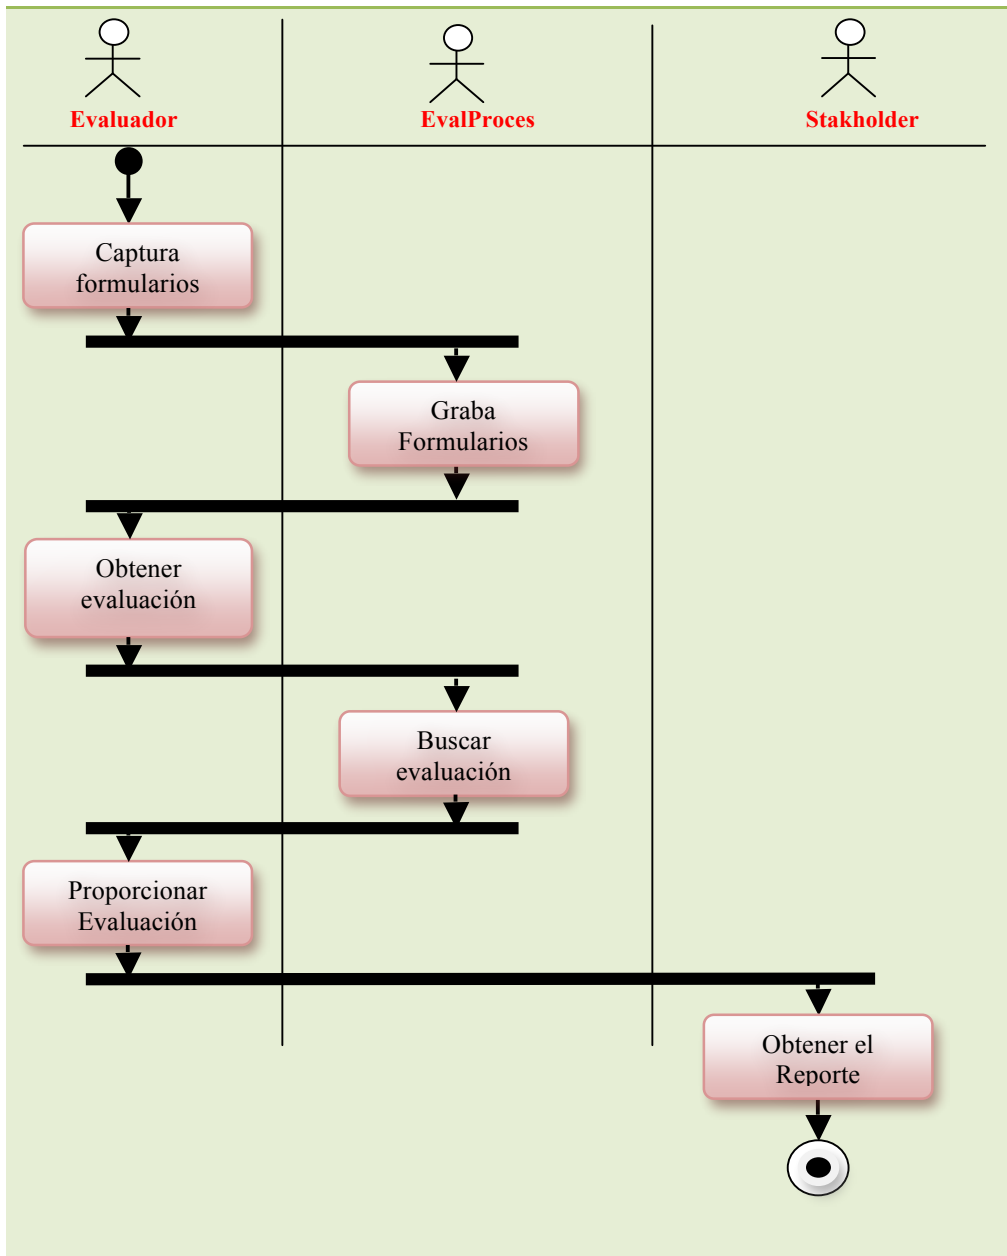 Evaluador
EvalProces
Stakholder
Captura
formularios
Graba
Formularios
Obtener
evaluación
Buscar
evaluación
Proporcionar
Evaluación
Obtener el
Reporte